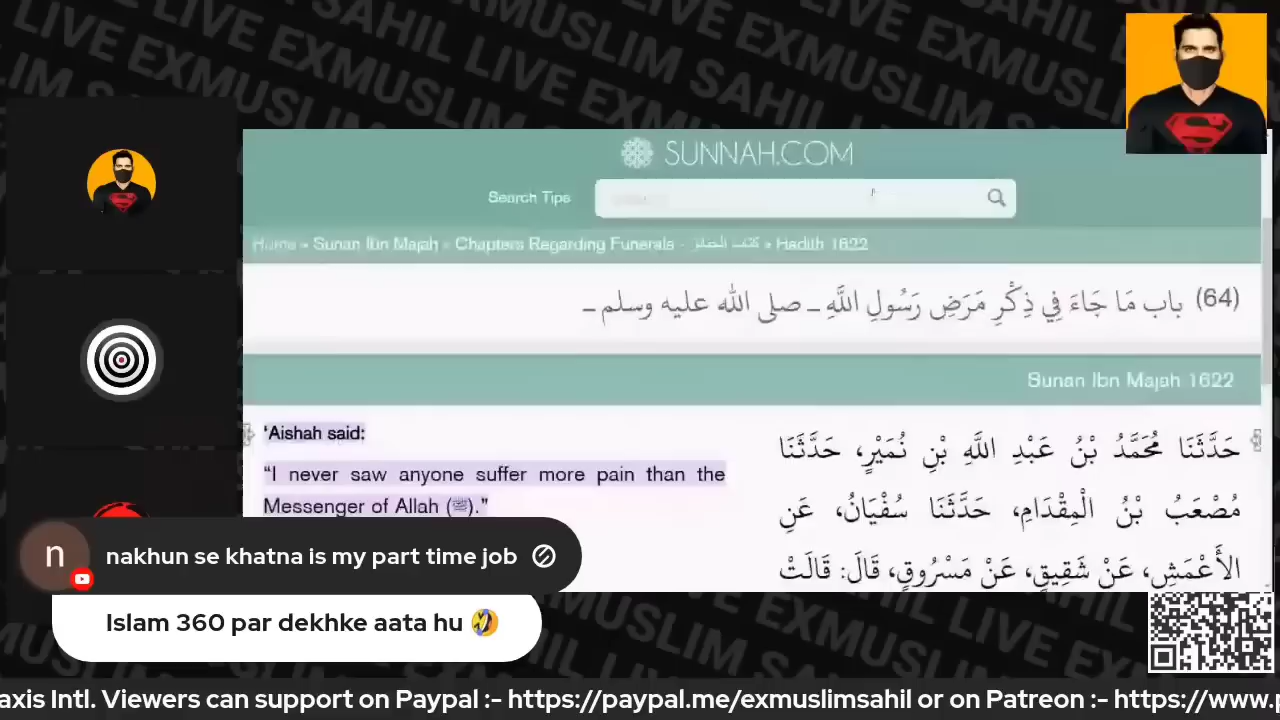 SUNNAH.COM
Search Tips
Home » Sunan Ibn Majah » Chapters Regarding Funerals - كتاب الجنائز » Hadith 1622
(64) باب مَا جَاءَ فِي ذِكْرِ مَرَضِ رَسُولِ اللَّهِ ـ صلى الله عليه وسلم ـ
Sunan Ibn Majah 1622
'Aishah said:
"I never saw anyone suffer more pain than the
Messenger of Allah (ﷺ)."
حَدَّثَنَا مُحَمَّدُ بْنُ عَبْدِ اللَّهِ بْنِ نُمَيْرٍ، حَدَّثَنَا
مُصْعَبُ بْنُ الْمِقْدَامِ، حَدَّثَنَا سُفْيَانُ، عَنِ
الأَعْمَشِ، عَنْ شَقِيقٍ، عَنْ مَسْرُوقٍ، قَالَ: قَالَتْ
n
nakhun se khatna is my part time job
Islam 360 par dekhke aata hu 🤣
axis Intl. Viewers can support on Paypal :- https://paypal.me/exmuslimsahil or on Patreon :- https://www.p
LIVE EXMUSLIM SAHIL LIVE EXMUSLIM SAHIL